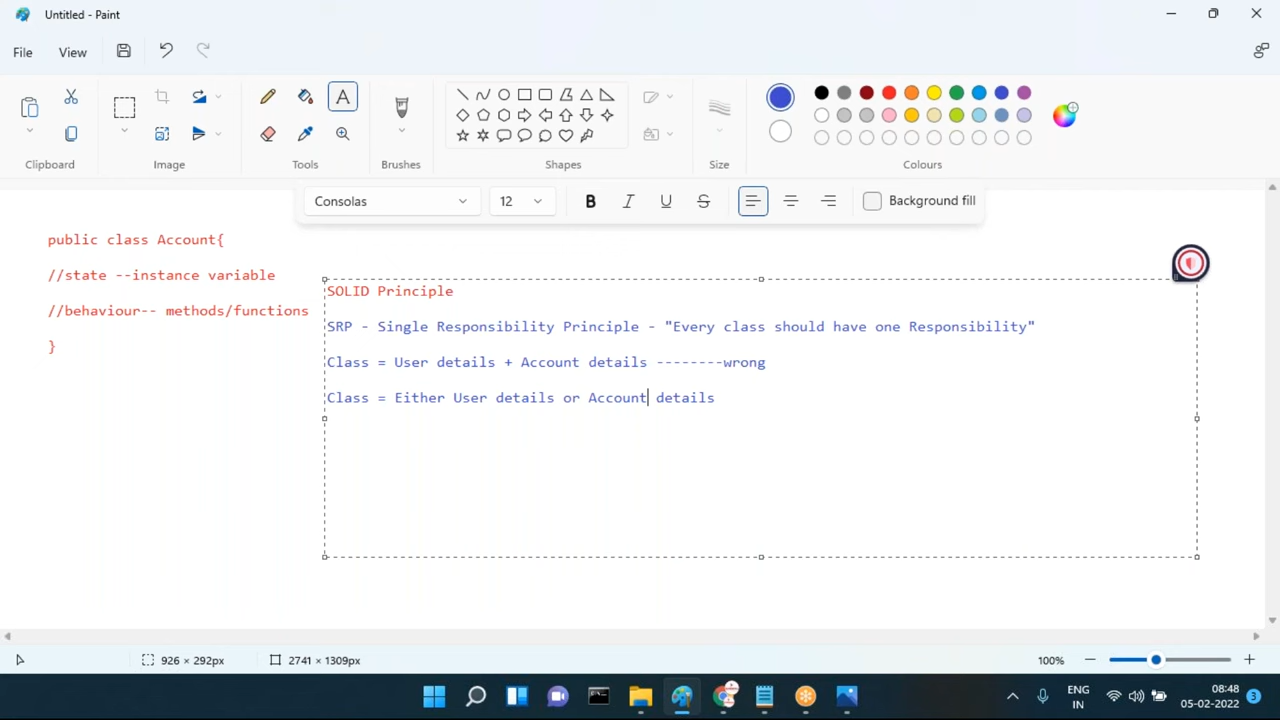 Untitled - Paint
File View
Clipboard Image Tools Brushes Shapes Size Colours
Consolas 12 B I U S Background fill
public class Account{
//state --instance variable
//behaviour-- methods/functions
}
SOLID Principle
SRP - Single Responsibility Principle - "Every class should have one Responsibility"
Class = User details + Account details --------wrong
Class = Either User details or Account details
926 × 292px 2741 × 1309px 100%
ENG
IN
08:48
05-02-2022
3